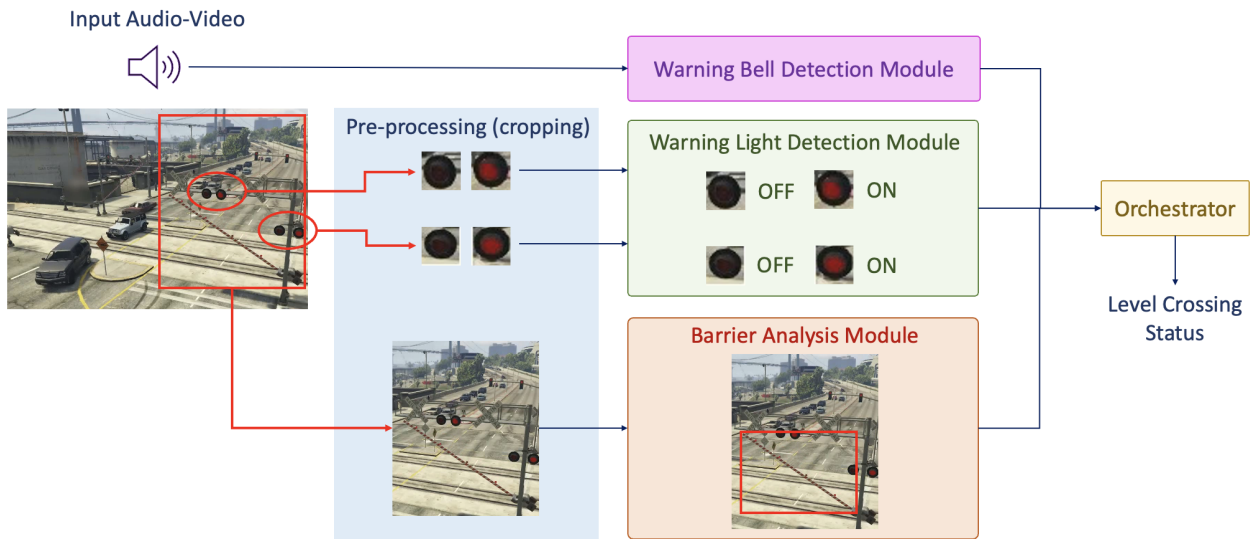 Input Audio-Video
Warning Bell Detection Module
Pre-processing (cropping)
Warning Light Detection Module
OFF
ON
OFF
ON
Orchestrator
Level Crossing
Status
Barrier Analysis Module